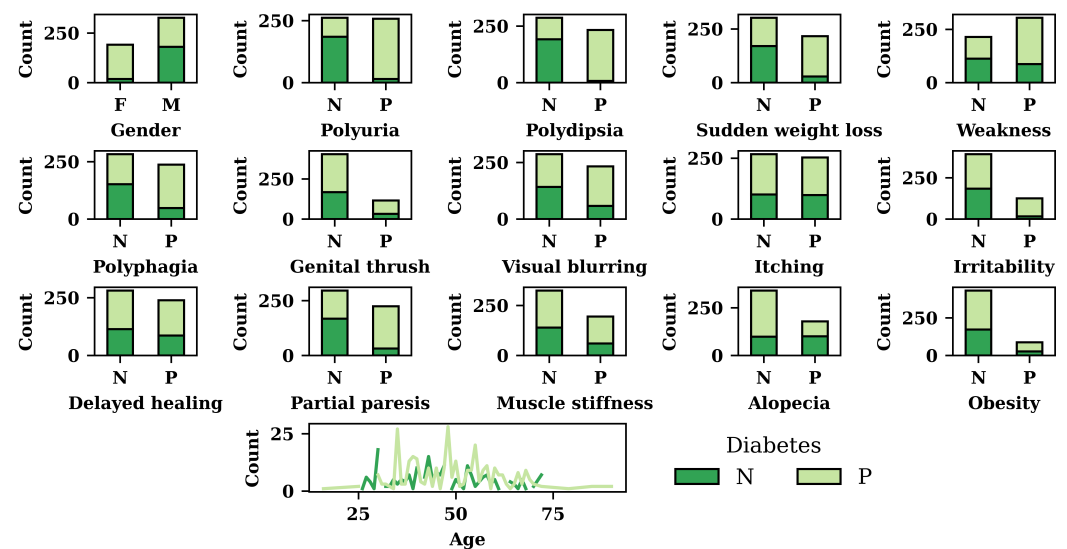 Count 250 0 F M Gender
Count 250 0 N P Polyuria
Count 250 0 N P Polydipsia
Count 250 0 N P Sudden weight loss
Count 250 0 N P Weakness
Count 250 0 N P Polyphagia
Count 250 0 N P Genital thrush
Count 250 0 N P Visual blurring
Count 250 0 N P Itching
Count 250 0 N P Irritability
Count 250 0 N P Delayed healing
Count 250 0 N P Partial paresis
Count 250 0 N P Muscle stiffness
Count 250 0 N P Alopecia
Count 250 0 N P Obesity
Count 25 0 25 50 75 Age
Diabetes
N P